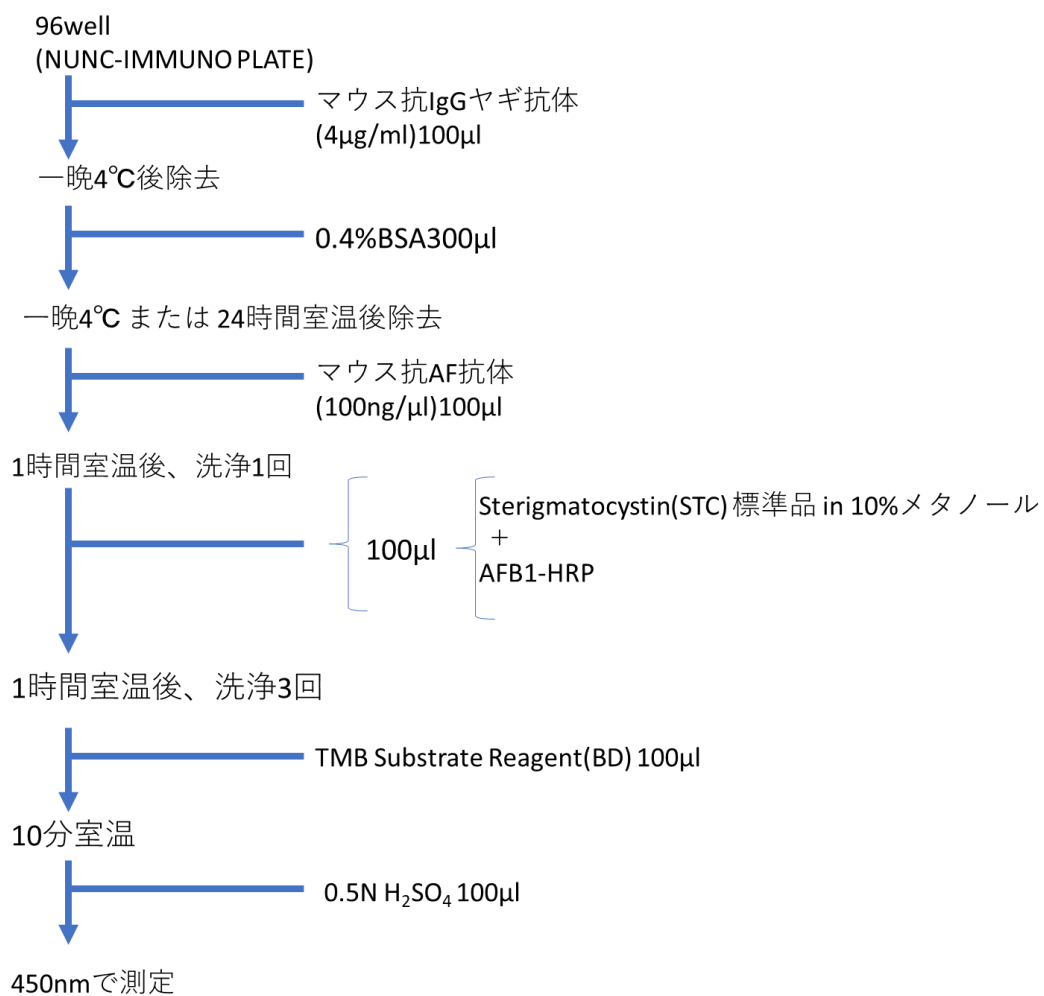 96well
(NUNC-IMMUNO PLATE)
マウス抗IgGヤギ抗体
(4μg/ml)100μl
一晩4℃後除去
0.4%BSA300μl
一晩4℃ または 24時間室温後除去
マウス抗AF抗体
(100ng/μl)100μl
1時間室温後、洗浄1回
Sterigmatocystin(STC) 標準品 in 10%メタノール
+
100μl
AFB1-HRP
1時間室温後、洗浄3回
TMB Substrate Reagent(BD) 100μl
10分室温
0.5N H₂SO₄ 100μl
450nmで測定